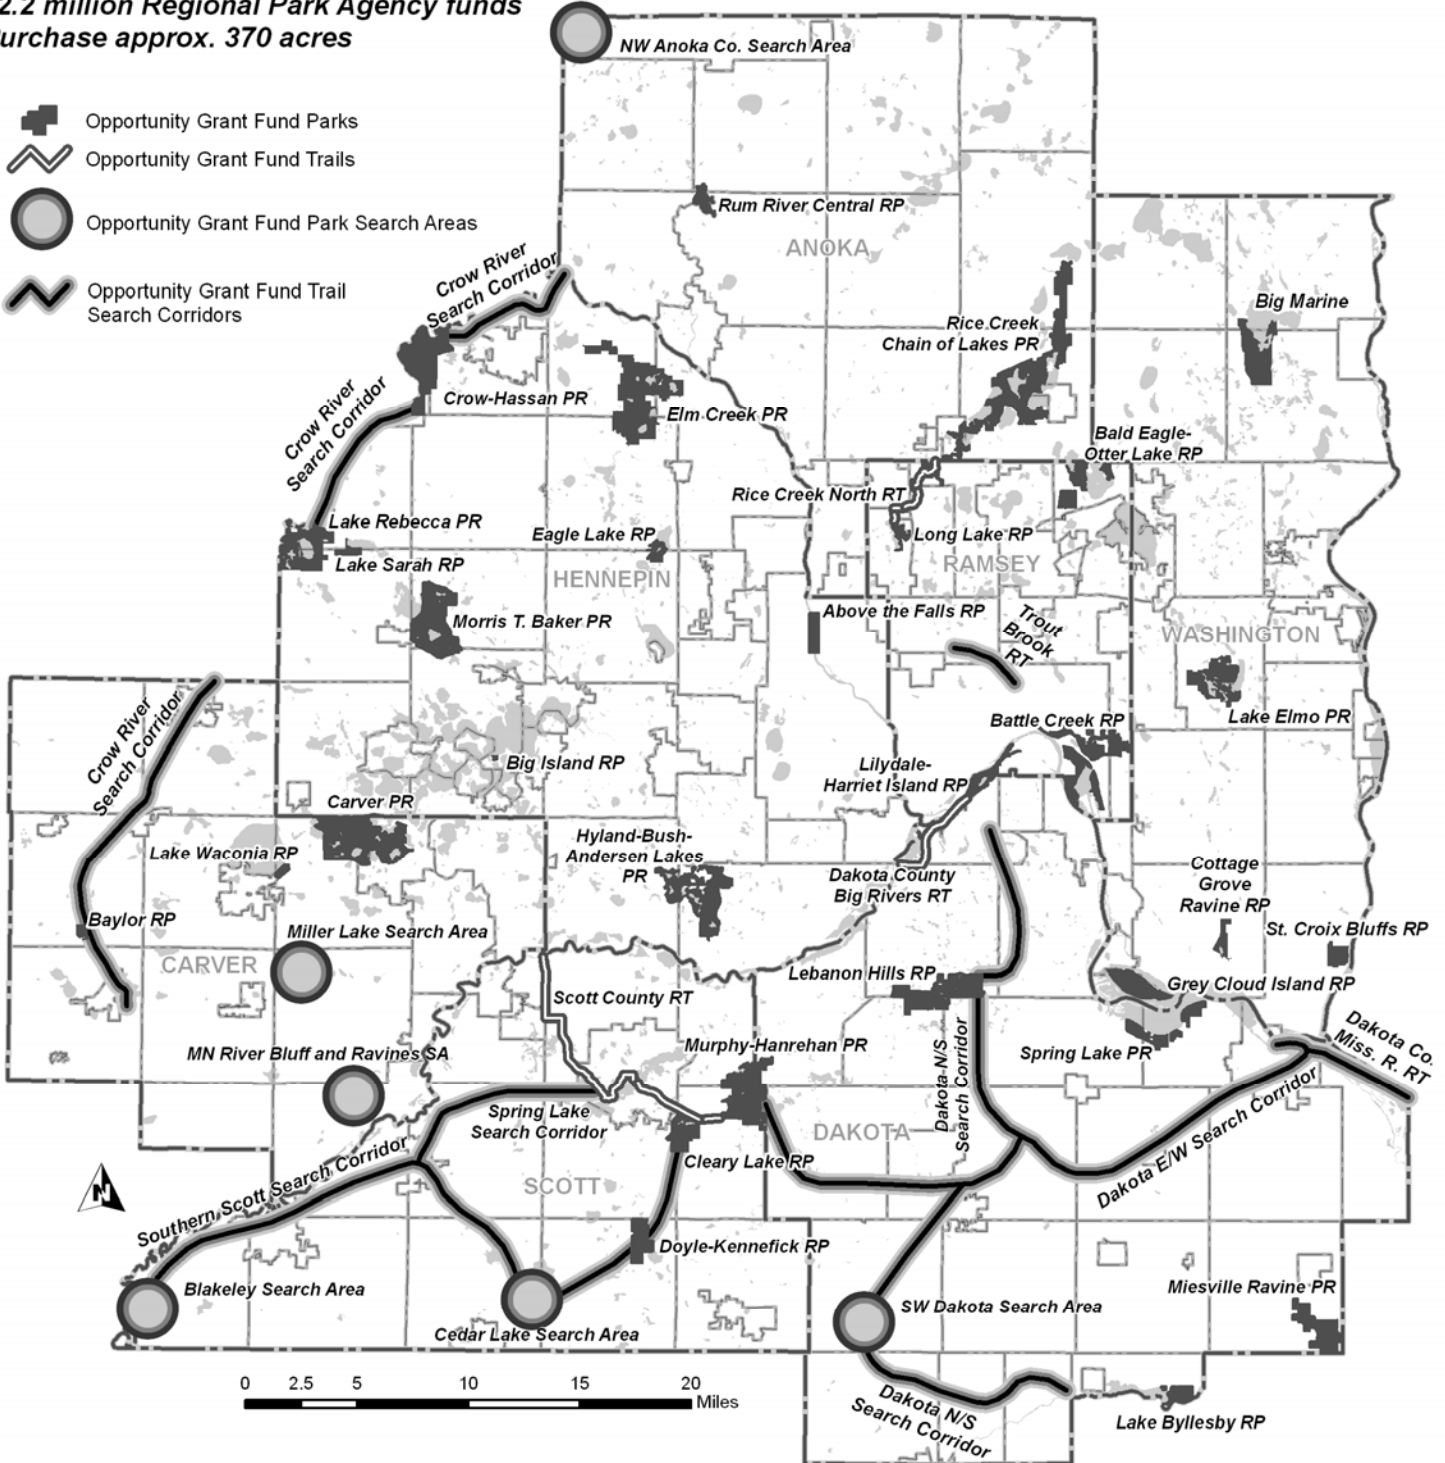 2.2 million Regional Park Agency funds
urchase approx. 370 acres
Opportunity Grant Fund Parks
Opportunity Grant Fund Trails
Opportunity Grant Fund Park Search Areas
Opportunity Grant Fund Trail
Search Corridors
NW Anoka Co. Search Area
Rum River Central RP
ANOKA
Crow River
Search Corridor
Big Marine
Rice Creek
Chain of Lakes PR
Crow-Hassan PR
Elm Creek PR
Crow River
Search Corridor
Bald Eagle-
Otter Lake RP
Rice Creek North RT
Lake Rebecca PR
Eagle Lake RP
Long Lake RP
Lake Sarah RP
HENNEPIN
RAMSEY
Above the Falls RP
Morris T. Baker PR
Trout
Brook
RT
WASHINGTON
Crow River
Search Corridor
Lake Elmo PR
Battle Creek RP
Big Island RP
Lilydale-
Harriet Island RP
Carver PR
Hyland-Bush-
Andersen Lakes
PR
Lake Waconia RP
Dakota County
Big Rivers RT
Cottage
Grove
Ravine RP
Baylor RP
Miller Lake Search Area
St. Croix Bluffs RP
CARVER
Lebanon Hills RP
Grey Cloud Island RP
Scott County RT
Dakota N/S
Search Corridor
Dakota Co.
Miss. R. RT
Murphy-Hanrehan PR
Spring Lake PR
MN River Bluff and Ravines SA
Spring Lake
Search Corridor
DAKOTA
Dakota E/W Search Corridor
Southern Scott Search Corridor
Cleary Lake RP
SCOTT
N
Doyle-Kennefick RP
Blakeley Search Area
Miesville Ravine PR
SW Dakota Search Area
Cedar Lake Search Area
0 2.5 5 10 15 20
Miles
Dakota N/S
Search Corridor
Lake Byllesby RP